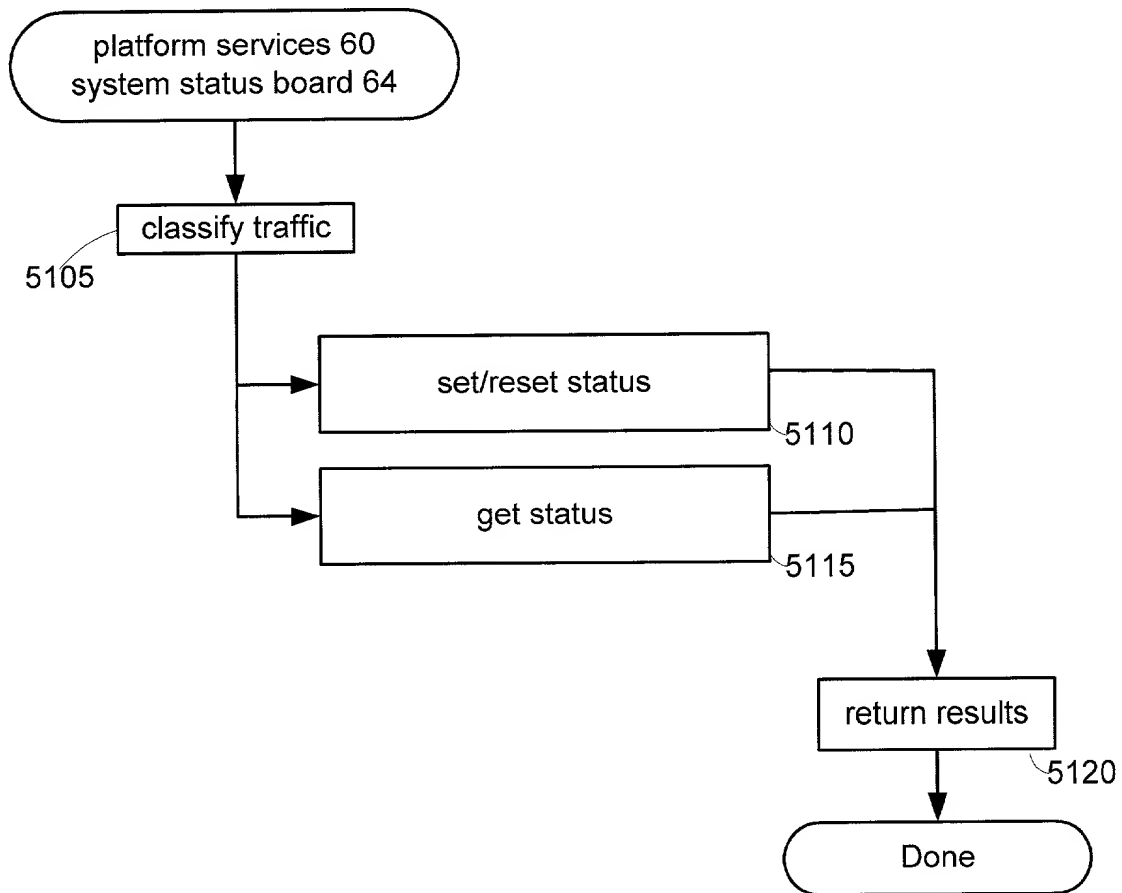 platform services 60
system status board 64
classify traffic
5105
set/reset status
5110
get status
5115
return results
5120
Done